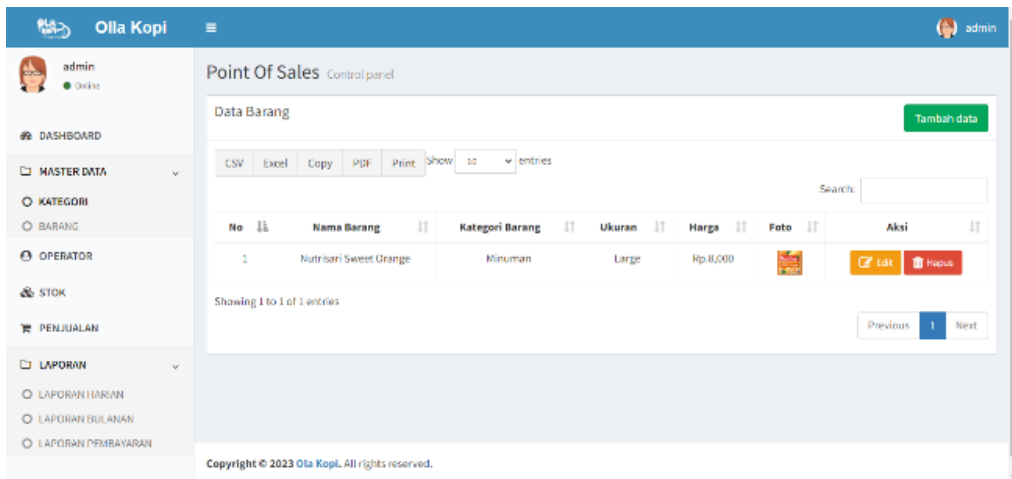 Olla Kopi
admin
admin
Online
DASHBOARD
MASTER DATA
KATEGORI
BARANG
OPERATOR
STOK
PENJUALAN
LAPORAN
LAPORAN HARIAN
LAPORAN BULANAN
LAPORAN PEMBAYARAN
Point Of Sales Control panel
Data Barang
Tambah data
CSV Excel Copy PDF Print Show 10 entries
Search:
No Nama Barang Kategori Barang Ukuran Harga Foto Aksi
1 Nutrisari Sweet Orange Minuman Large Rp.8,000 Edit Hapus
Showing 1 to 1 of 1 entries
Previous 1 Next
Copyright © 2023 Ola Kopi. All rights reserved.